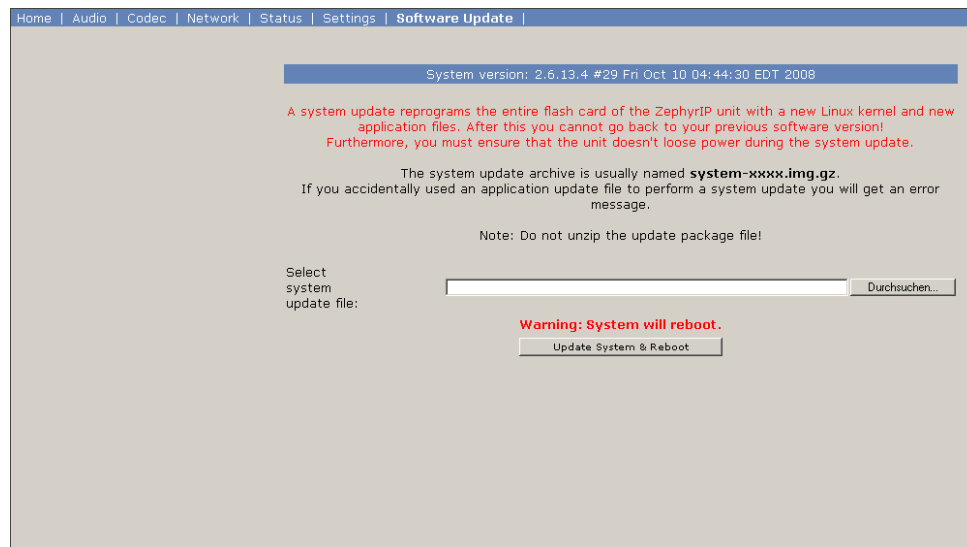 Home | Audio | Codec | Network | Status | Settings | Software Update |
System version: 2.6.13.4 #29 Fri Oct 10 04:44:30 EDT 2008
A system update reprograms the entire flash card of the ZephyrIP unit with a new Linux kernel and new
application files. After this you cannot go back to your previous software version!
Furthermore, you must ensure that the unit doesn't loose power during the system update.
The system update archive is usually named system-xxxx.img.gz.
If you accidentally used an application update file to perform a system update you will get an error
message.
Note: Do not unzip the update package file!
Select
system
update file:
Durchsuchen...
Warning: System will reboot.
Update System & Reboot